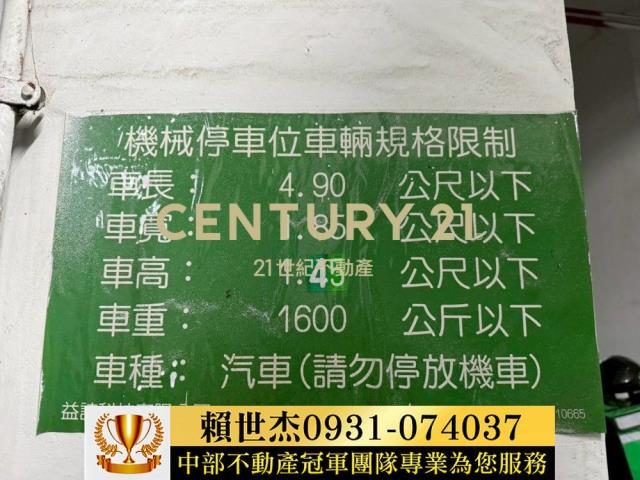 機械停車位車輛規格限制
車長： 4.90 公尺以下
車寬： 1.85 公尺以下
CENTURY 21
21世紀不動產
車高： 公尺以下
車重： 1600 公斤以下
車種： 汽車(請勿停放機車)
10665
賴世杰0931-074037
中部不動產冠軍團隊專業為您服務